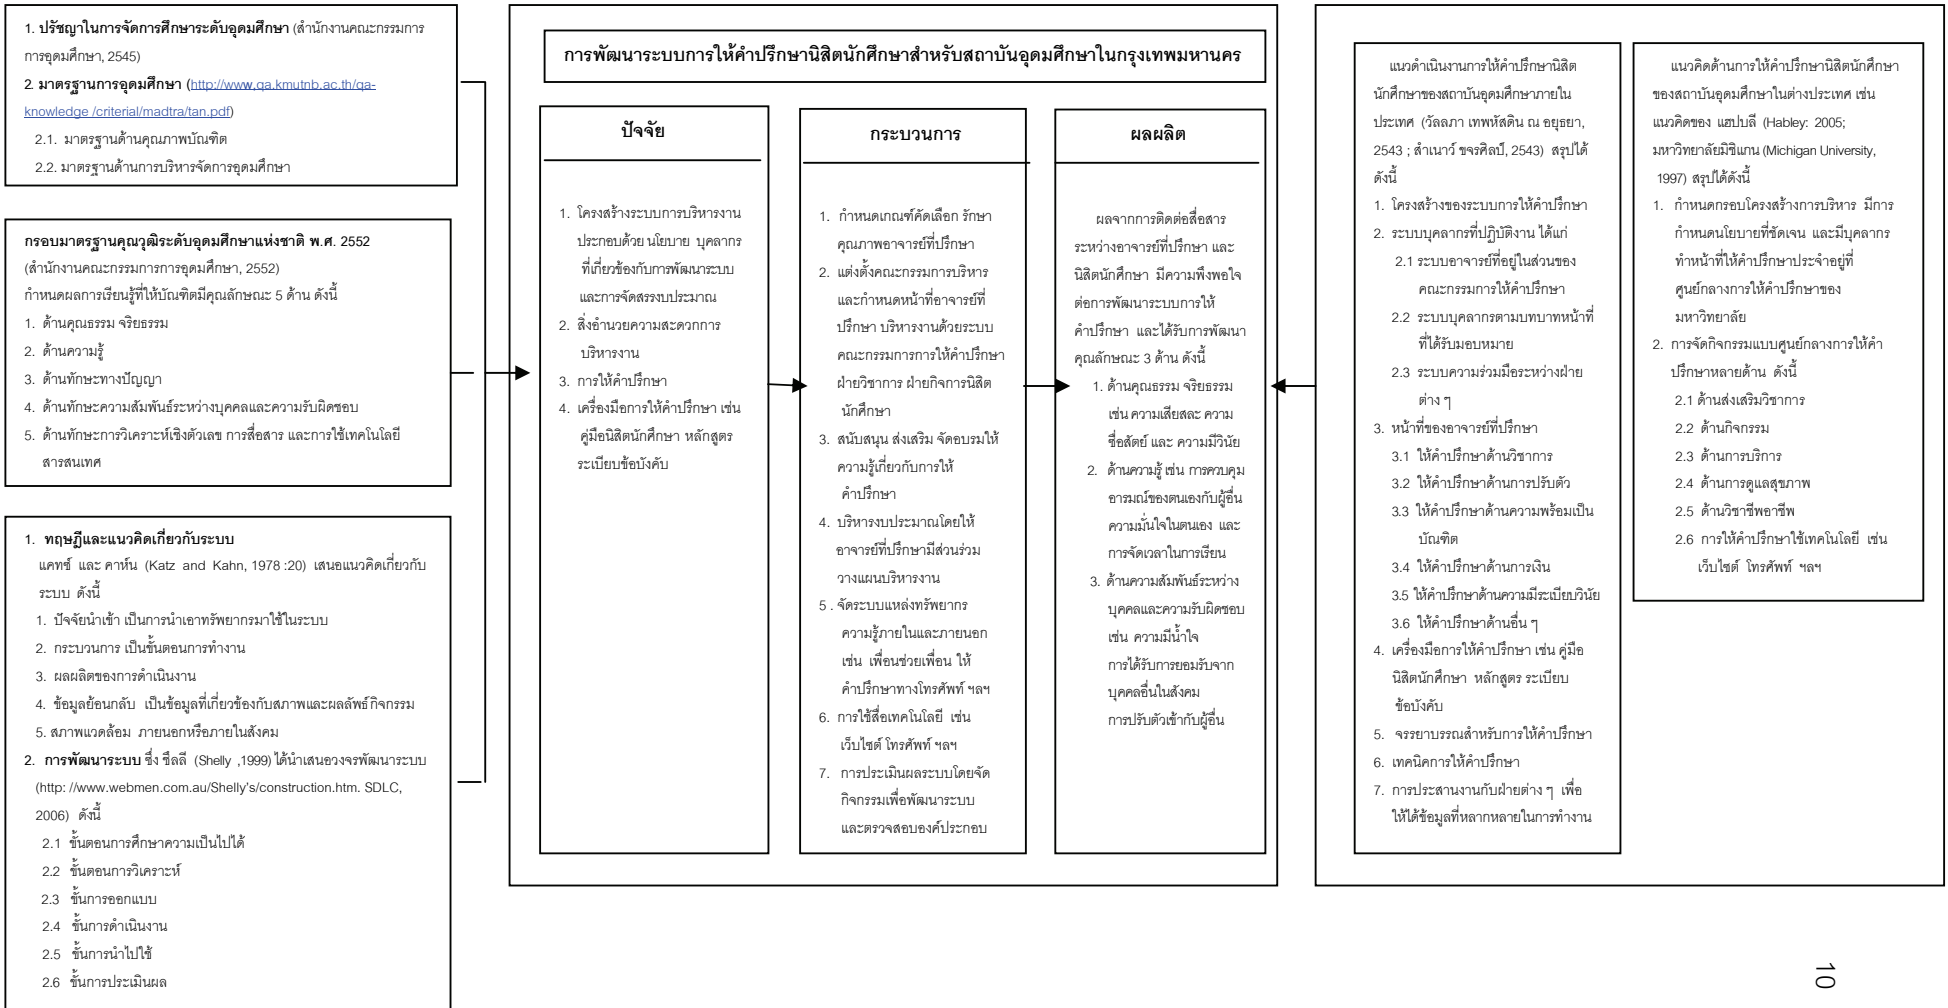 1. ปรัชญาในการจัดการศึกษาระดับอุดมศึกษา (สำนักงานคณะกรรมการ
การอุดมศึกษา, 2545)
2. มาตรฐานการอุดมศึกษา (http://www.qa.kmutnb.ac.th/qa-
knowledge /criterial/madtra/tan.pdf)
2.1. มาตรฐานด้านคุณภาพบัณฑิต
2.2. มาตรฐานด้านการบริหารจัดการอุดมศึกษา
กรอบมาตรฐานคุณวุฒิระดับอุดมศึกษาแห่งชาติ พ.ศ. 2552
(สำนักงานคณะกรรมการการอุดมศึกษา, 2552)
กำหนดผลการเรียนรู้ที่ให้บัณฑิตมีคุณลักษณะ 5 ด้าน ดังนี้
1. ด้านคุณธรรม จริยธรรม
2. ด้านความรู้
3. ด้านทักษะทางปัญญา
4. ด้านทักษะความสัมพันธ์ระหว่างบุคคลและความรับผิดชอบ
5. ด้านทักษะการวิเคราะห์เชิงตัวเลข การสื่อสาร และการใช้เทคโนโลยี
สารสนเทศ
1. ทฤษฎีและแนวคิดเกี่ยวกับระบบ
แคทซ์ และ คาห์น (Katz and Kahn, 1978 :20) เสนอแนวคิดเกี่ยวกับ
ระบบ ดังนี้
1. ปัจจัยนำเข้า เป็นการนำเอาทรัพยากรมาใช้ในระบบ
2. กระบวนการ เป็นขั้นตอนการทำงาน
3. ผลผลิตของการดำเนินงาน
4. ข้อมูลย้อนกลับ เป็นข้อมูลที่เกี่ยวข้องกับสภาพและผลลัพธ์กิจกรรม
5. สภาพแวดล้อม ภายนอกหรือภายในสังคม
2. การพัฒนาระบบ ซึ่ง ชีลลี (Shelly ,1999) ได้นำเสนอวงจรพัฒนาระบบ
(http: //www.webmen.com.au/Shelly's/construction.htm. SDLC,
2006) ดังนี้
2.1 ขั้นตอนการศึกษาความเป็นไปได้
2.2 ขั้นตอนการวิเคราะห์
2.3 ขั้นการออกแบบ
2.4 ขั้นการดำเนินงาน
2.5 ขั้นการนำไปใช้
2.6 ขั้นการประเมินผล
การพัฒนาระบบการให้คำปรึกษานิสิตนักศึกษาสำหรับสถาบันอุดมศึกษาในกรุงเทพมหานคร
ปัจจัย
1. โครงสร้างระบบการบริหารงาน
ประกอบด้วย นโยบาย บุคลากร
ที่เกี่ยวข้องกับการพัฒนาระบบ
และการจัดสรรงบประมาณ
2. สิ่งอำนวยความสะดวกการ
บริหารงาน
3. การให้คำปรึกษา
4. เครื่องมือการให้คำปรึกษา เช่น
คู่มือนิสิตนักศึกษา หลักสูตร
ระเบียบข้อบังคับ
กระบวนการ
1. กำหนดเกณฑ์คัดเลือก รักษา
คุณภาพอาจารย์ที่ปรึกษา
2. แต่งตั้งคณะกรรมการบริหาร
และกำหนดหน้าที่อาจารย์ที่
ปรึกษา บริหารงานด้วยระบบ
คณะกรรมการการให้คำปรึกษา
ฝ่ายวิชาการ ฝ่ายกิจการนิสิต
นักศึกษา
3. สนับสนุน ส่งเสริม จัดอบรมให้
ความรู้เกี่ยวกับการให้
คำปรึกษา
4. บริหารงบประมาณโดยให้
อาจารย์ที่ปรึกษามีส่วนร่วม
วางแผนบริหารงาน
5 . จัดระบบแหล่งทรัพยากร
ความรู้ภายในและภายนอก
เช่น เพื่อนช่วยเพื่อน ให้
คำปรึกษาทางโทรศัพท์ ฯลฯ
6. การใช้สื่อเทคโนโลยี เช่น
เว็บไซต์ โทรศัพท์ ฯลฯ
7. การประเมินผลระบบโดยจัด
กิจกรรมเพื่อพัฒนาระบบ
และตรวจสอบองค์ประกอบ
ผลผลิต
ผลจากการติดต่อสื่อสาร
ระหว่างอาจารย์ที่ปรึกษา และ
นิสิตนักศึกษา มีความพึงพอใจ
ต่อการพัฒนาระบบการให้
คำปรึกษา และได้รับการพัฒนา
คุณลักษณะ 3 ด้าน ดังนี้
1. ด้านคุณธรรม จริยธรรม
เช่น ความเสียสละ ความ
ซื่อสัตย์ และ ความมีวินัย
2. ด้านความรู้ เช่น การควบคุม
อารมณ์ของตนเองกับผู้อื่น
ความมั่นใจในตนเอง และ
การจัดเวลาในการเรียน
3. ด้านความสัมพันธ์ระหว่าง
บุคคลและความรับผิดชอบ
เช่น ความมีน้ำใจ
การได้รับการยอมรับจาก
บุคคลอื่นในสังคม
การปรับตัวเข้ากับผู้อื่น
แนวดำเนินงานการให้คำปรึกษานิสิต
นักศึกษาของสถาบันอุดมศึกษาภายใน
ประเทศ (วัลลภา เทพหัสดิน ณ อยุธยา,
2543 ; สำเนาว์ ขจรศิลป์, 2543) สรุปได้
ดังนี้
1. โครงสร้างของระบบการให้คำปรึกษา
2. ระบบบุคลากรที่ปฏิบัติงาน ได้แก่
2.1 ระบบอาจารย์ที่อยู่ในส่วนของ
คณะกรรมการให้คำปรึกษา
2.2 ระบบบุคลากรตามบทบาทหน้าที่
ที่ได้รับมอบหมาย
2.3 ระบบความร่วมมือระหว่างฝ่าย
ต่าง ๆ
3. หน้าที่ของอาจารย์ที่ปรึกษา
3.1 ให้คำปรึกษาด้านวิชาการ
3.2 ให้คำปรึกษาด้านการปรับตัว
3.3 ให้คำปรึกษาด้านความพร้อมเป็น
บัณฑิต
3.4 ให้คำปรึกษาด้านการเงิน
3.5 ให้คำปรึกษาด้านความมีระเบียบวินัย
3.6 ให้คำปรึกษาด้านอื่น ๆ
4. เครื่องมือการให้คำปรึกษา เช่น คู่มือ
นิสิตนักศึกษา หลักสูตร ระเบียบ
ข้อบังคับ
5. จรรยาบรรณสำหรับการให้คำปรึกษา
6. เทคนิคการให้คำปรึกษา
7. การประสานงานกับฝ่ายต่าง ๆ เพื่อ
ให้ได้ข้อมูลที่หลากหลายในการทำงาน
แนวคิดด้านการให้คำปรึกษานิสิตนักศึกษา
ของสถาบันอุดมศึกษาในต่างประเทศ เช่น
แนวคิดของ แฮปบลี (Habley: 2005;
มหาวิทยาลัยมิชิแกน (Michigan University,
1997) สรุปได้ดังนี้
1. กำหนดกรอบโครงสร้างการบริหาร มีการ
กำหนดนโยบายที่ชัดเจน และมีบุคลากร
ทำหน้าที่ให้คำปรึกษาประจำอยู่ที่
ศูนย์กลางการให้คำปรึกษาของ
มหาวิทยาลัย
2. การจัดกิจกรรมแบบศูนย์กลางการให้คำ
ปรึกษาหลายด้าน ดังนี้
2.1 ด้านส่งเสริมวิชาการ
2.2 ด้านกิจกรรม
2.3 ด้านการบริการ
2.4 ด้านการดูแลสุขภาพ
2.5 ด้านวิชาชีพอาชีพ
2.6 การให้คำปรึกษาใช้เทคโนโลยี เช่น
เว็บไซต์ โทรศัพท์ ฯลฯ
10